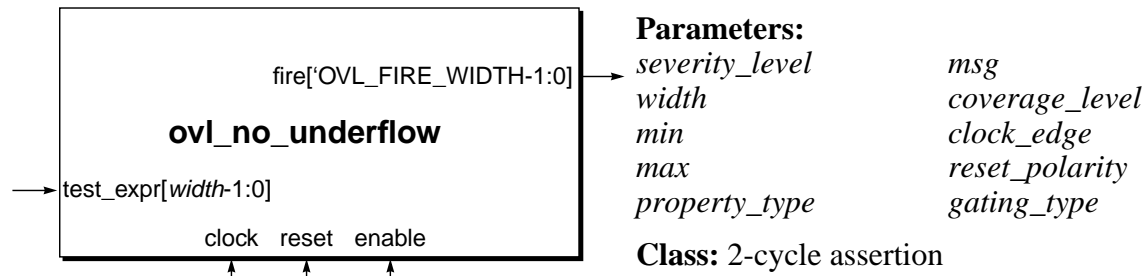 fire[‘OVL_FIRE_WIDTH-1:0]
ovl_no_underflow
test_expr[width-1:0]
clock reset enable
Parameters:
severity_level msg
width coverage_level
min clock_edge
max reset_polarity
property_type gating_type
Class: 2-cycle assertion